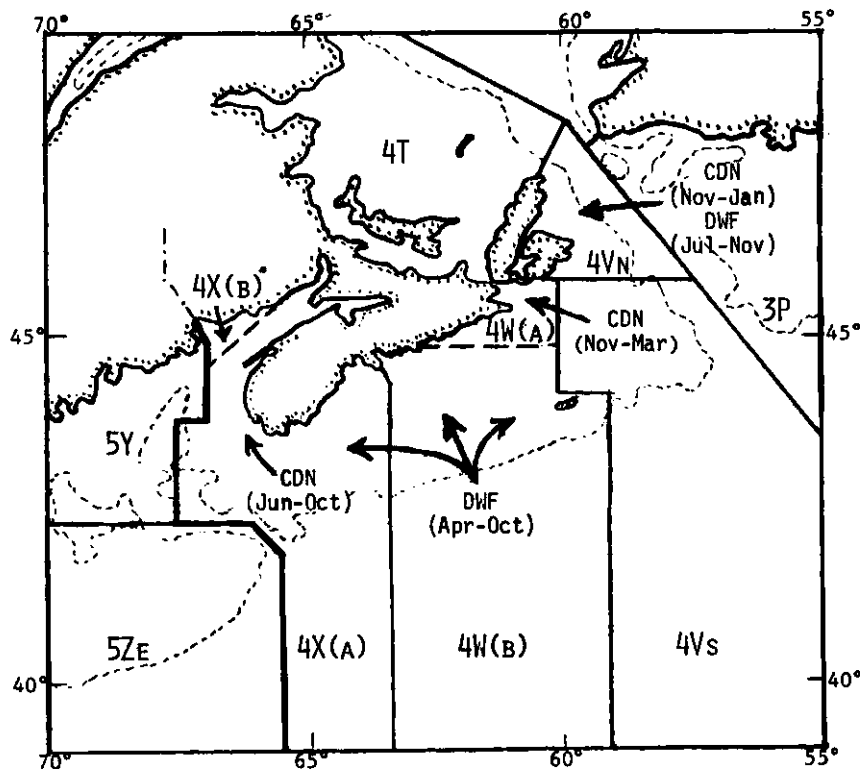 70° 65° 60° 55°
4T
CDN
(Nov-Jan)
DWF
(Jul-Nov)
4VN
4X(B)
3P
45° 45°
4W(A)
CDN
(Nov-Mar)
5Y
CDN
(Jun-Oct)
DWF
(Apr-Oct)
5ZE 4X(A) 4W(B) 4VS
40° 40°
70° 65° 60° 55°